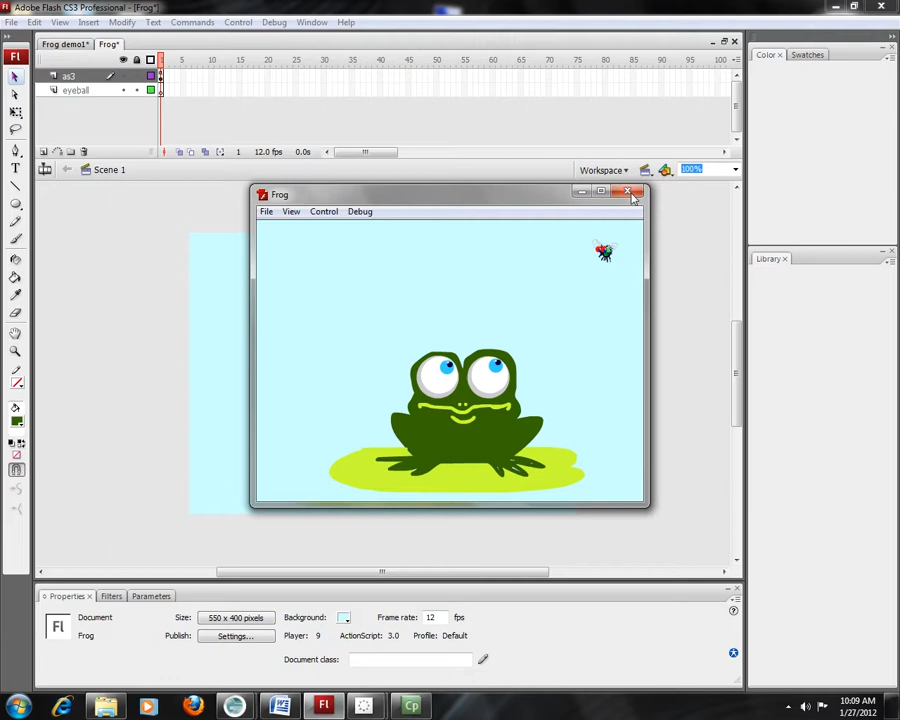 Adobe Flash CS3 Professional - [Frog*]
File Edit View Insert Modify Text Commands Control Debug Window Help
Frog demo1* Frog*
Fl
5 10 15 20 25 30 35 40 45 50 55 60 65 70 75 80 85 90 95 100
as3
eyeball
1 12.0 fps 0.0s
Scene 1
Workspace 100%
Color Swatches
Library
Frog
File View Control Debug
Properties Filters Parameters
Fl Document Size: 550 x 400 pixels Background: Frame rate: 12 fps
Frog Publish: Settings... Player: 9 ActionScript: 3.0 Profile: Default
Document class:
W Fl Cp
10:09 AM
1/27/2012